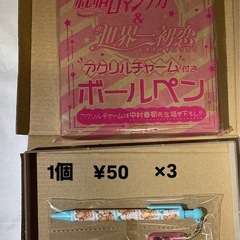 純情ロマンチカ
&
世界一初恋
アクリルチャーム付き
ボールペン
アクリルチャームは中村春菊先生描き下ろし!!
1個 ¥50 ×3